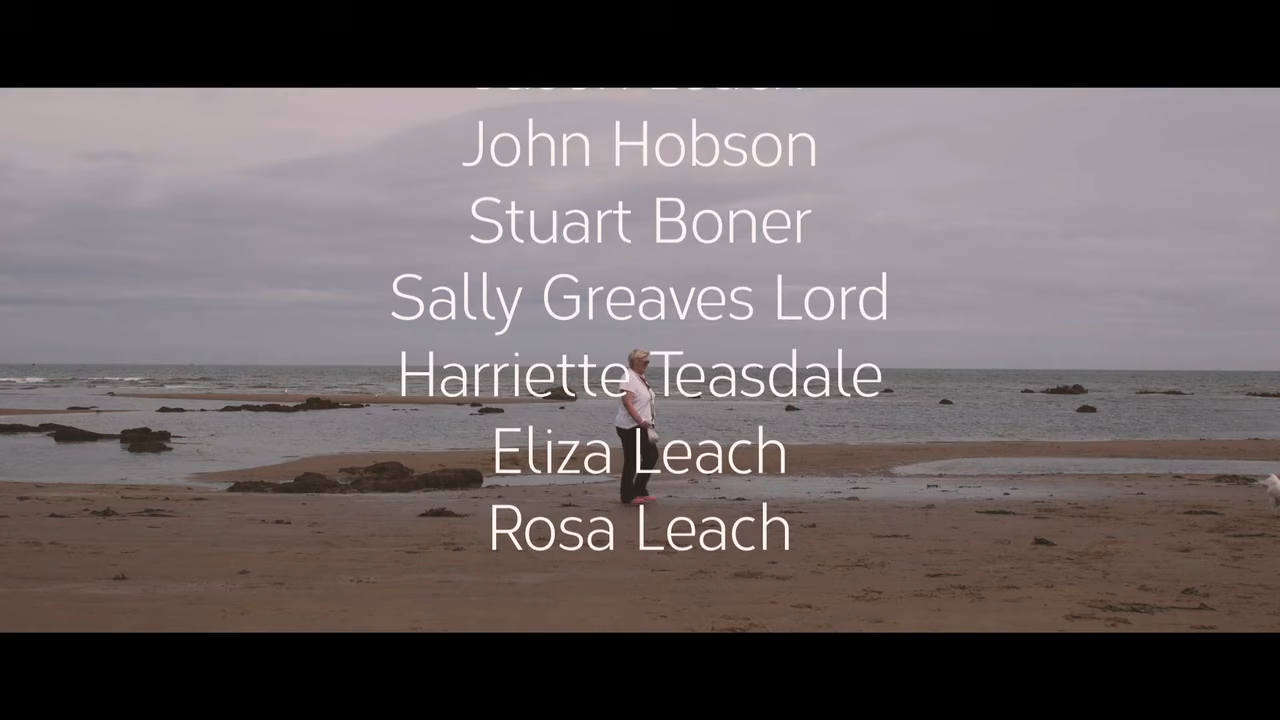 John Hobson
Stuart Boner
Sally Greaves Lord
Harriette Teasdale
Eliza Leach
Rosa Leach